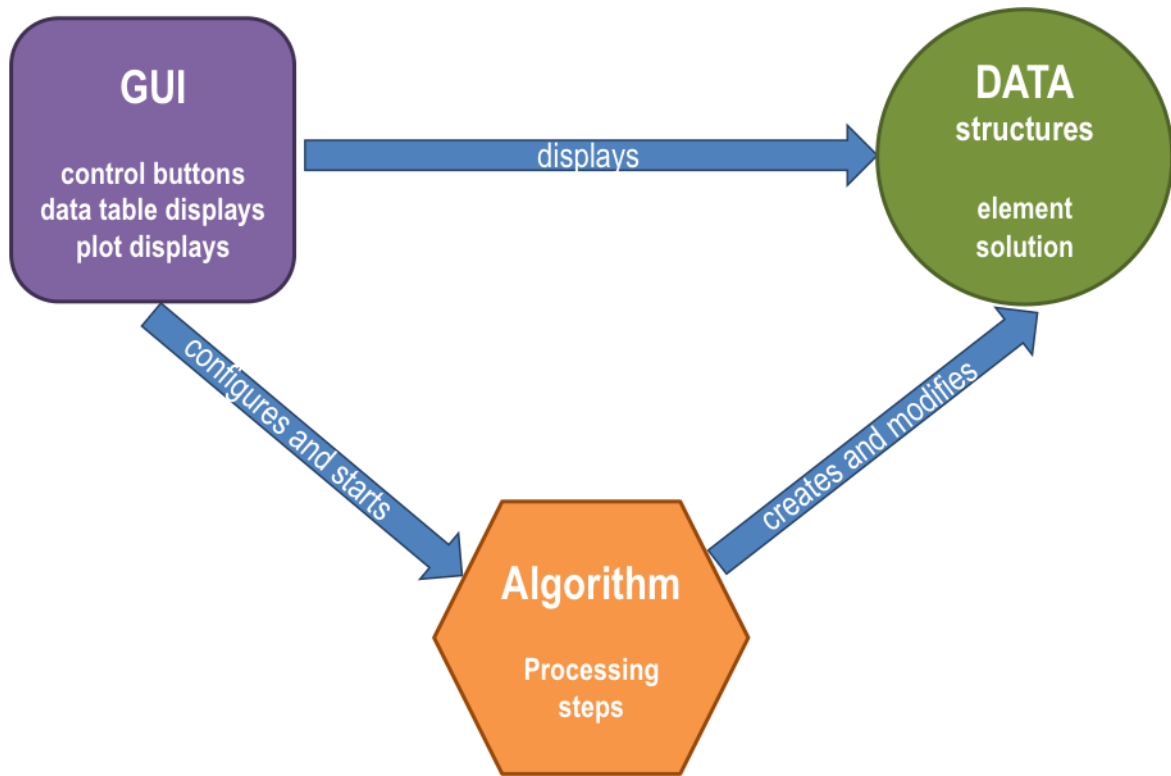 GUI
control buttons
data table displays
plot displays
displays
DATA
structures
element
solution
configures and starts
creates and modifies
Algorithm
Processing
steps